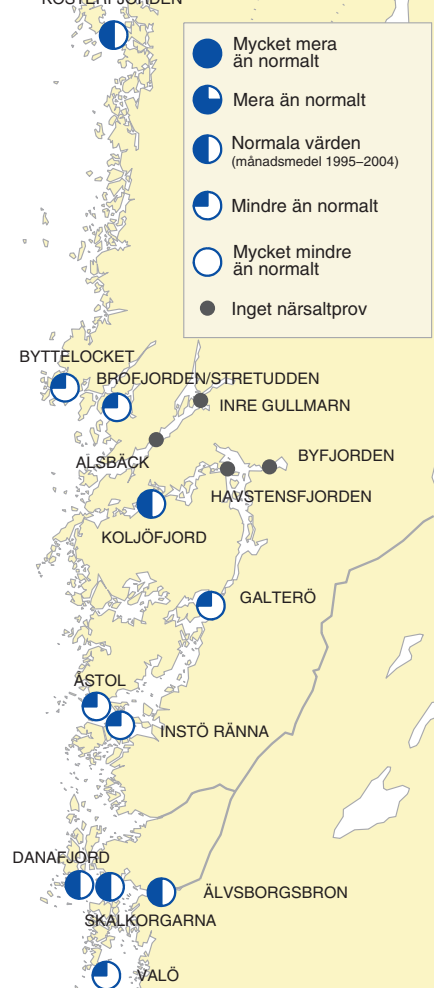 KOSTERFJORDEN
Mycket mera
än normalt
Mera än normalt
Normala värden
(månadsmedel 1995–2004)
Mindre än normalt
Mycket mindre
än normalt
Inget närsaltprov
BYTTELOCKET
BROFJORDEN/STRETUDDEN
INRE GULLMARN
ALSBÄCK
BYFJORDEN
HAVSTENSFJORDEN
KOLJÖFJORD
GALTERÖ
ÅSTOL
INSTÖ RÄNNA
DANAFJORD
ÄLVSBORGSBRON
SKALKORGARNA
VALÖ